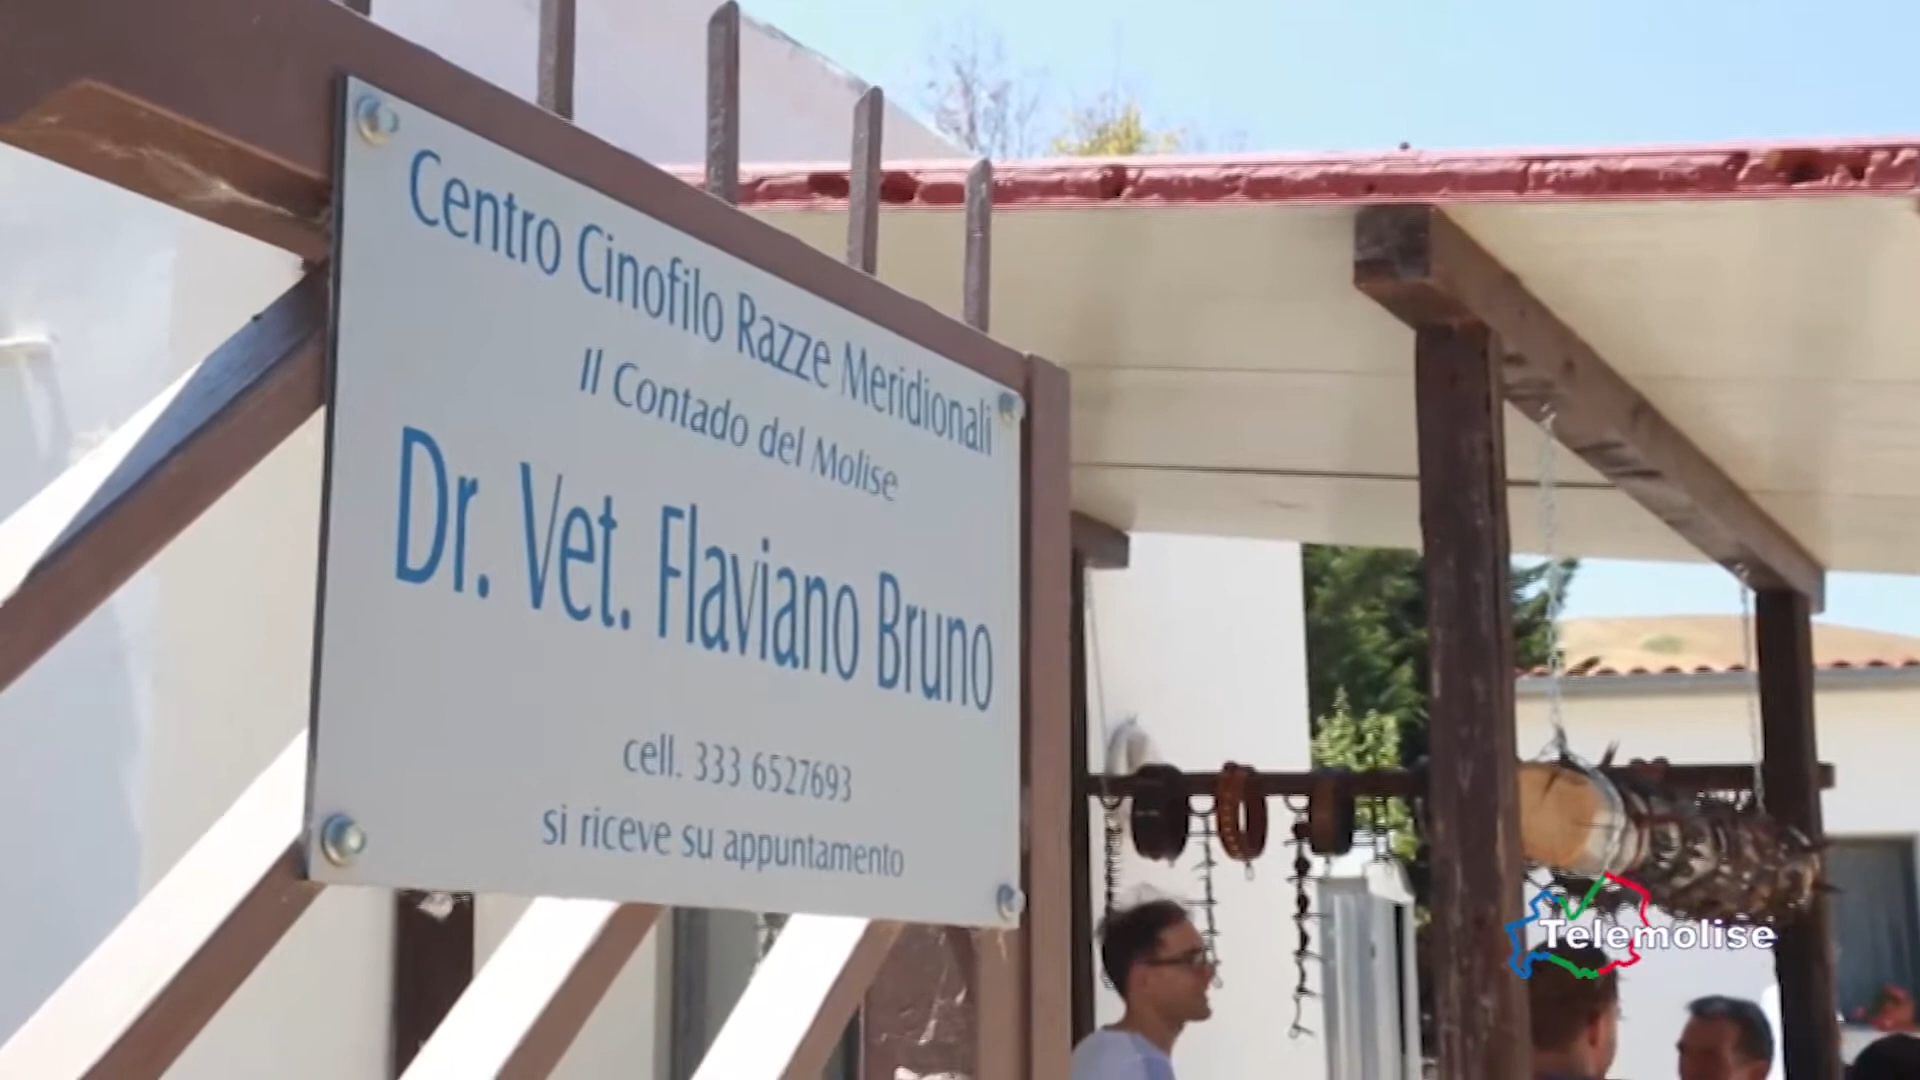 Centro Cinofilo Razze Meridionali
Il Contado del Molise
Dr. Vet. Flaviano Bruno
cell. 333 6527693
si riceve su appuntamento
Telemolise